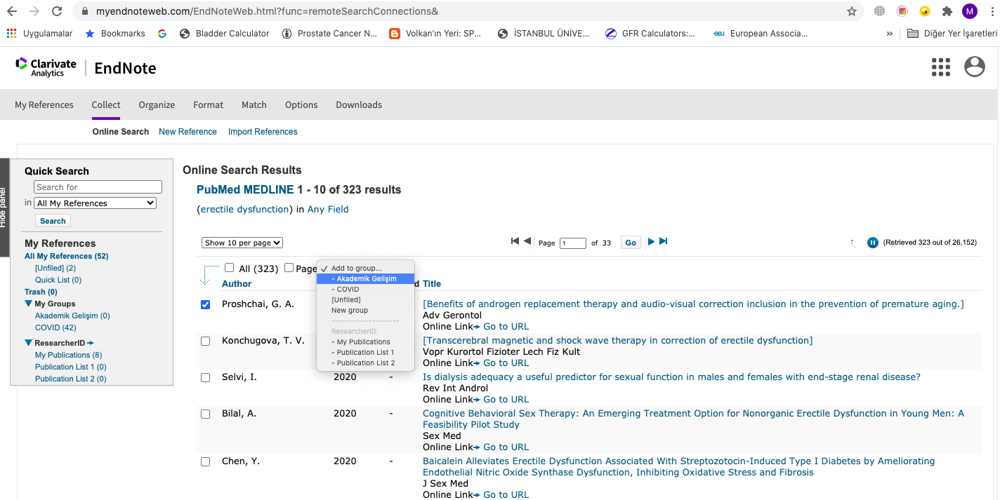 myendnoteweb.com/EndNoteWeb.html?func=remoteSearchConnections&
M
Uygulamalar
Bookmarks
Bladder Calculator
Prostate Cancer N...
Volkan'ın Yeri: SP...
İSTANBUL ÜNİVE...
GFR Calculators:...
eau
European Associa...
»
Diğer Yer İşaretleri
Clarivate
Analytics
EndNote
My References
Collect
Organize
Format
Match
Options
Downloads
Online Search
New Reference
Import References
Hide panel
Quick Search
Search for
in All My References
Search
My References
All My References (52)
[Unfiled] (2)
Quick List (0)
Trash (0)
My Groups
Akademik Gelişim (0)
COVID (42)
ResearcherID
My Publications (8)
Publication List 1 (0)
Publication List 2 (0)
Online Search Results
PubMed MEDLINE 1 - 10 of 323 results
(erectile dysfunction) in Any Field
Show 10 per page
Page 1 of 33 Go
(Retrieved 323 out of 26,152)
All (323) Page
Add to group...
- Akademik Gelişim
- COVID
[Unfiled]
New group
--------------------
ResearcherID
- My Publications
- Publication List 1
- Publication List 2
Author
d Title
Proshchai, G. A.
[Benefits of androgen replacement therapy and audio-visual correction inclusion in the prevention of premature aging.]
Adv Gerontol
Online Link Go to URL
Konchugova, T. V.
[Transcerebral magnetic and shock wave therapy in correction of erectile dysfunction]
Vopr Kurortol Fizioter Lech Fiz Kult
Online Link Go to URL
Selvi, I. 2020 - Is dialysis adequacy a useful predictor for sexual function in males and females with end-stage renal disease?
Rev Int Androl
Online Link Go to URL
Bilal, A. 2020 - Cognitive Behavioral Sex Therapy: An Emerging Treatment Option for Nonorganic Erectile Dysfunction in Young Men: A
Feasibility Pilot Study
Sex Med
Online Link Go to URL
Chen, Y. 2020 - Baicalein Alleviates Erectile Dysfunction Associated With Streptozotocin-Induced Type I Diabetes by Ameliorating
Endothelial Nitric Oxide Synthase Dysfunction, Inhibiting Oxidative Stress and Fibrosis
J Sex Med
Online Link Go to URL